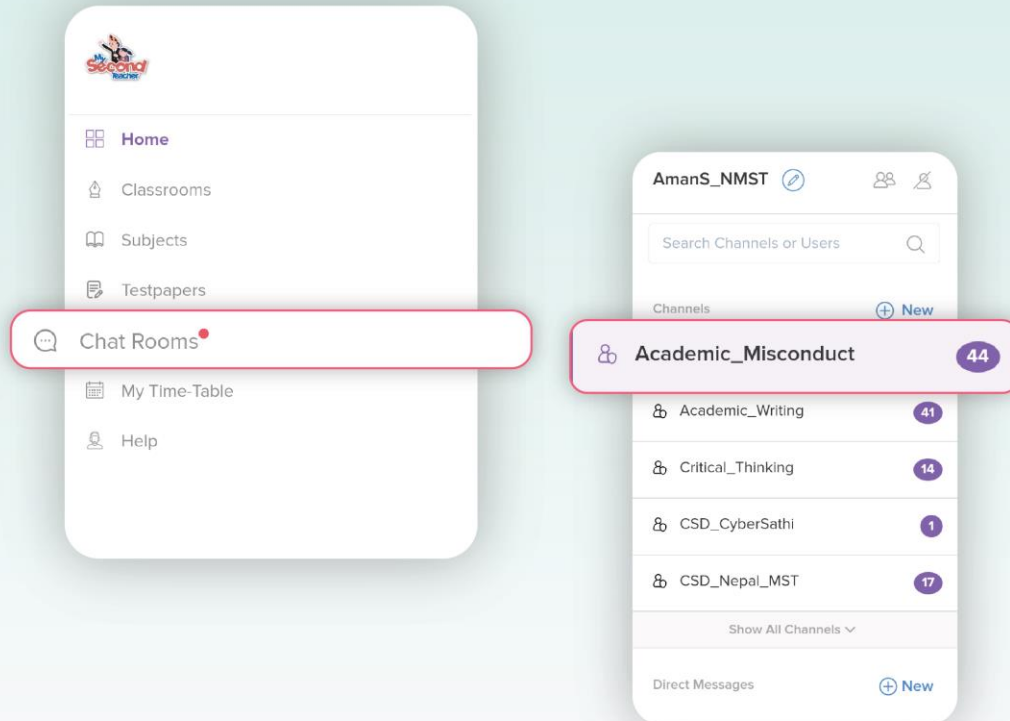 My
Second
Teacher
Home
Classrooms
Subjects
Testpapers
Chat Rooms
My Time-Table
Help
AmanS_NMST
Search Channels or Users
Channels
New
Academic_Misconduct
44
Academic_Writing
41
Critical_Thinking
14
CSD_CyberSathi
1
CSD_Nepal_MST
17
Show All Channels
Direct Messages
New